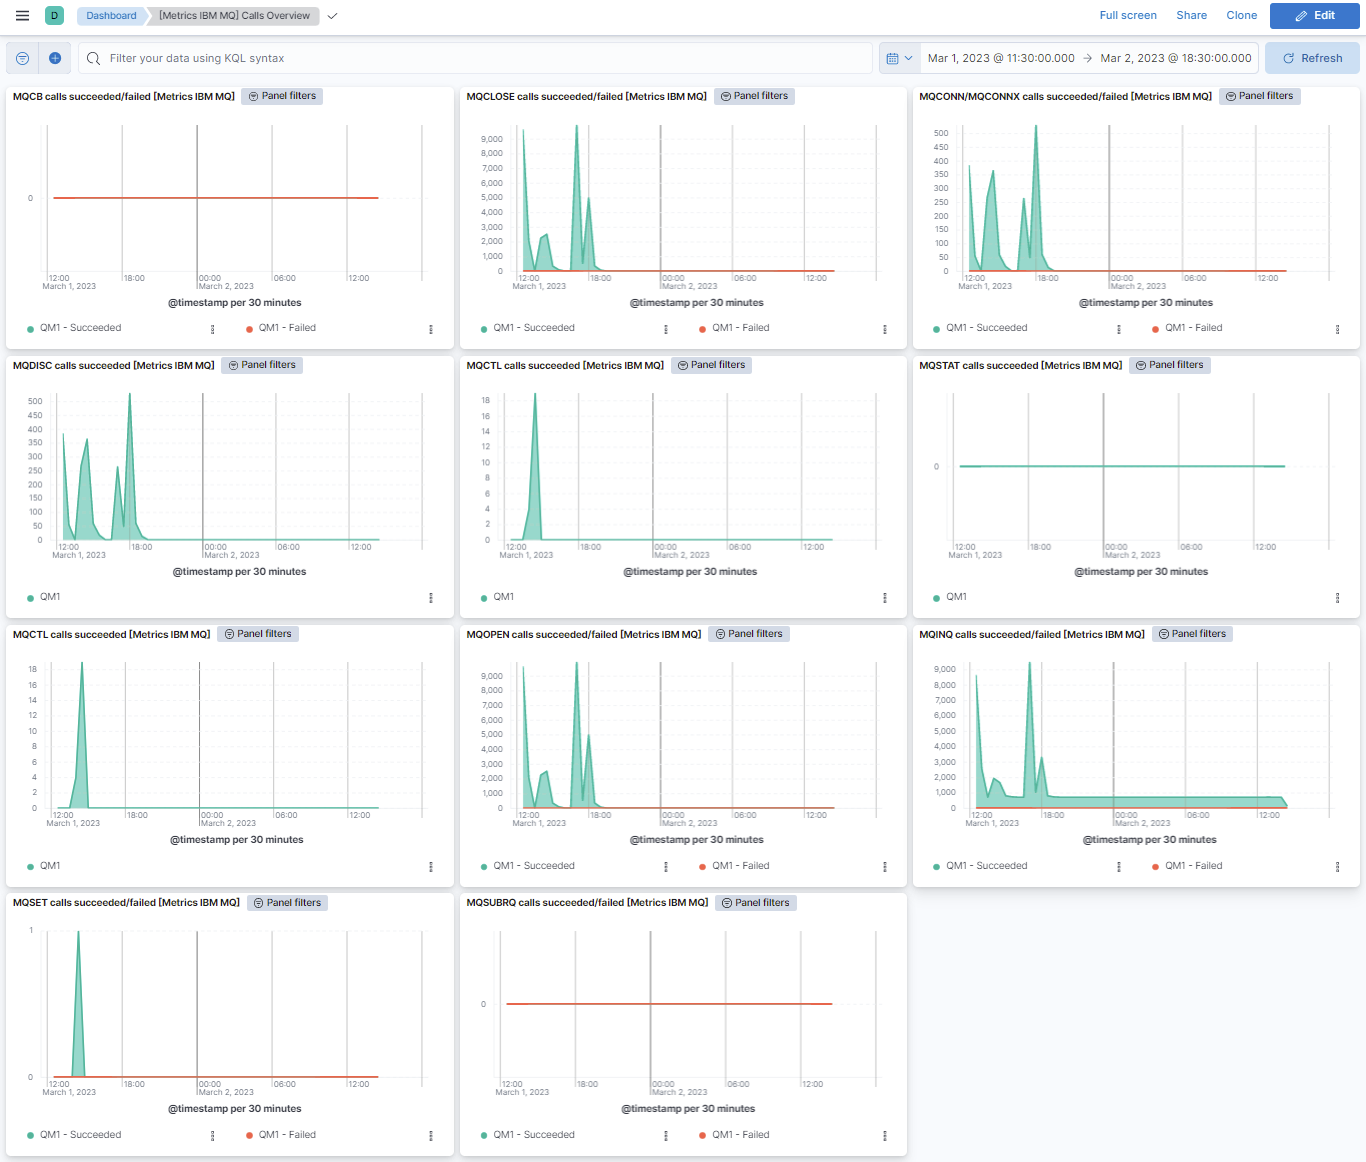 D Dashboard [Metrics IBM MQ] Calls Overview Full screen Share Clone Edit
Filter your data using KQL syntax Mar 1, 2023 @ 11:30:00.000 → Mar 2, 2023 @ 18:30:00.000 Refresh
MQCB calls succeeded/failed [Metrics IBM MQ] Panel filters
0
12:00 18:00 00:00 06:00 12:00
March 1, 2023 March 2, 2023
@timestamp per 30 minutes
QM1 - Succeeded QM1 - Failed
MQCLOSE calls succeeded/failed [Metrics IBM MQ] Panel filters
9,000
8,000
7,000
6,000
5,000
4,000
3,000
2,000
1,000
0
12:00 18:00 00:00 06:00 12:00
March 1, 2023 March 2, 2023
@timestamp per 30 minutes
QM1 - Succeeded QM1 - Failed
MQCONN/MQCONNX calls succeeded/failed [Metrics IBM MQ] Panel filters
500
450
400
350
300
250
200
150
100
50
0
12:00 18:00 00:00 06:00 12:00
March 1, 2023 March 2, 2023
@timestamp per 30 minutes
QM1 - Succeeded QM1 - Failed
MQDISC calls succeeded [Metrics IBM MQ] Panel filters
500
450
400
350
300
250
200
150
100
50
0
12:00 18:00 00:00 06:00 12:00
March 1, 2023 March 2, 2023
@timestamp per 30 minutes
QM1
MQCTL calls succeeded [Metrics IBM MQ] Panel filters
18
16
14
12
10
8
6
4
2
0
12:00 18:00 00:00 06:00 12:00
March 1, 2023 March 2, 2023
@timestamp per 30 minutes
QM1
MQSTAT calls succeeded [Metrics IBM MQ] Panel filters
0
12:00 18:00 00:00 06:00 12:00
March 1, 2023 March 2, 2023
@timestamp per 30 minutes
QM1
MQCTL calls succeeded [Metrics IBM MQ] Panel filters
18
16
14
12
10
8
6
4
2
0
12:00 18:00 00:00 06:00 12:00
March 1, 2023 March 2, 2023
@timestamp per 30 minutes
QM1
MQOPEN calls succeeded/failed [Metrics IBM MQ] Panel filters
9,000
8,000
7,000
6,000
5,000
4,000
3,000
2,000
1,000
0
12:00 18:00 00:00 06:00 12:00
March 1, 2023 March 2, 2023
@timestamp per 30 minutes
QM1 - Succeeded QM1 - Failed
MQINQ calls succeeded/failed [Metrics IBM MQ] Panel filters
9,000
8,000
7,000
6,000
5,000
4,000
3,000
2,000
1,000
0
12:00 18:00 00:00 06:00 12:00
March 1, 2023 March 2, 2023
@timestamp per 30 minutes
QM1 - Succeeded QM1 - Failed
MQSET calls succeeded/failed [Metrics IBM MQ] Panel filters
1
0
12:00 18:00 00:00 06:00 12:00
March 1, 2023 March 2, 2023
@timestamp per 30 minutes
QM1 - Succeeded QM1 - Failed
MQSUBRQ calls succeeded/failed [Metrics IBM MQ] Panel filters
0
12:00 18:00 00:00 06:00 12:00
March 1, 2023 March 2, 2023
@timestamp per 30 minutes
QM1 - Succeeded QM1 - Failed